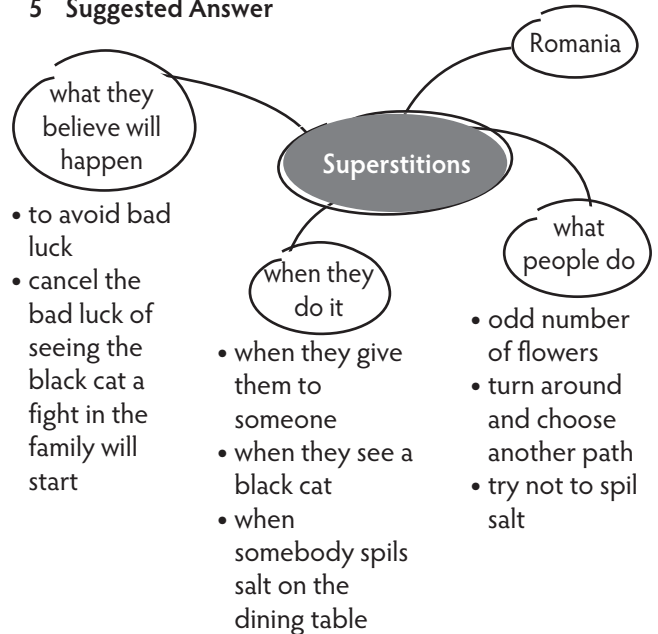 5 Suggested Answer
Romania
Superstitions
what they
believe will
happen
• to avoid bad
luck
• cancel the
bad luck of
seeing the
black cat a
fight in the
family will
start
when they
do it
• when they give
them to
someone
• when they see a
black cat
• when
somebody spils
salt on the
dining table
what
people do
• odd number
of flowers
• turn around
and choose
another path
• try not to spil
salt